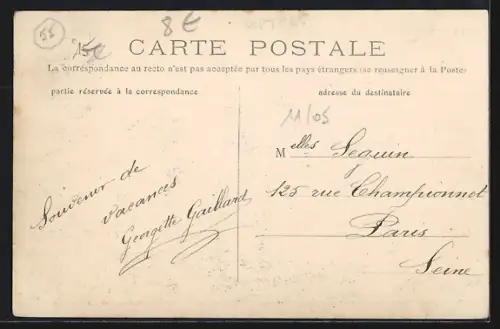 55
15€
8€
CARTE POSTALE
La correspondance au recto n'est pas acceptée par tous les pays étrangers (se renseigner à la Poste)
partie réservée à la correspondance
adresse du destinataire
11/05
Souvenir de
vacances
Georgette Gaillard
Melles Seguin
125 rue Championnet
Paris
Seine